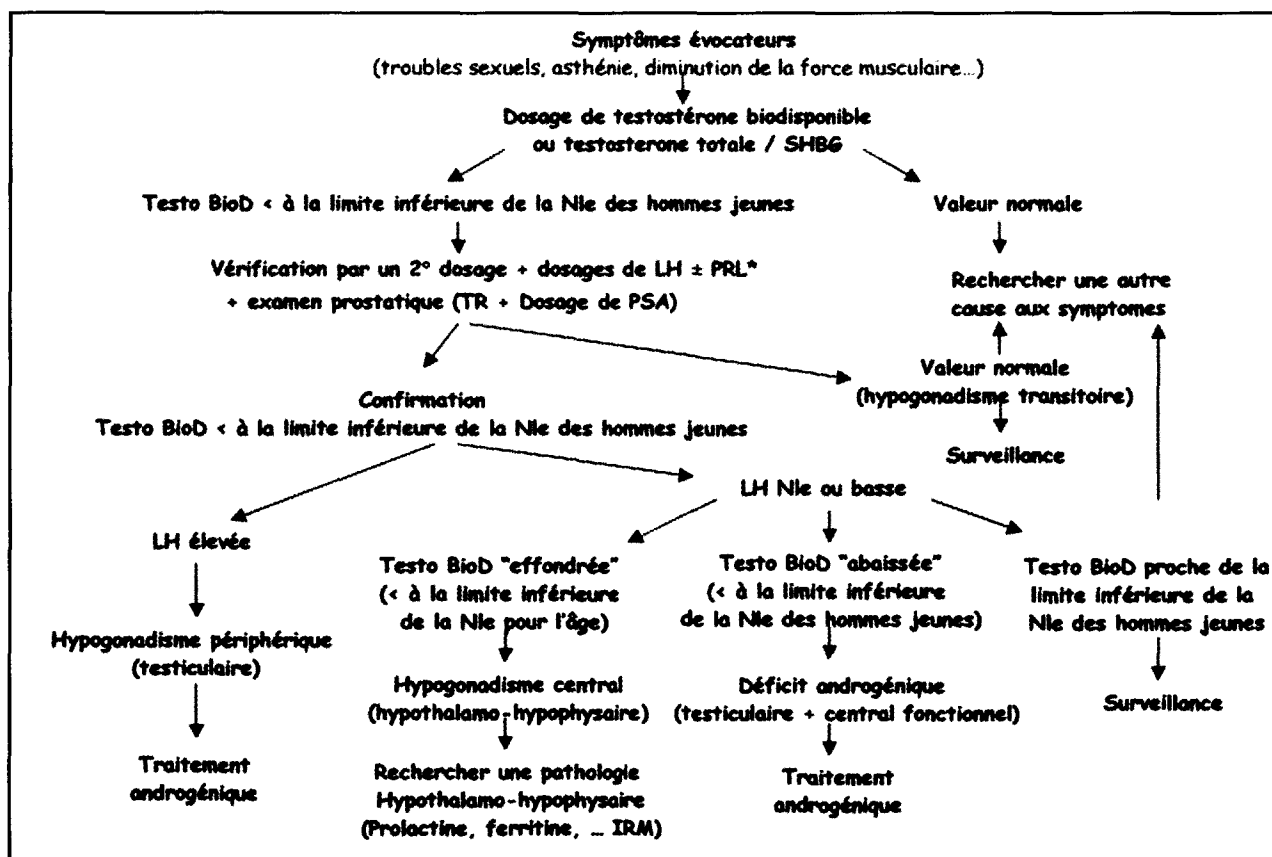 Symptômes évocateurs
(troubles sexuels, asthénie, diminution de la force musculaire...)
Dosage de testostérone biodisponible
ou testosterone totale / SHBG
Testo BioD < à la limite inférieure de la Nle des hommes jeunes
Valeur normale
Vérification par un 2° dosage + dosages de LH ± PRL*
+ examen prostatique (TR + Dosage de PSA)
Rechercher une autre
cause aux symptomes
Valeur normale
(hypogonadisme transitoire)
Surveillance
Confirmation
Testo BioD < à la limite inférieure de la Nle des hommes jeunes
LH Nle ou basse
LH élevée
Hypogonadisme périphérique
(testiculaire)
Traitement
androgénique
Testo BioD "effondrée"
(< à la limite inférieure
de la Nle pour l'âge)
Hypogonadisme central
(hypothalamo-hypophysaire)
Rechercher une pathologie
Hypothalamo-hypophysaire
(Prolactine, ferritine, ... IRM)
Testo BioD "abaissée"
(< à la limite inférieure
de la Nle des hommes jeunes)
Déficit androgénique
(testiculaire + central fonctionnel)
Traitement
androgénique
Testo BioD proche de la
limite inférieure de la
Nle des hommes jeunes
Surveillance